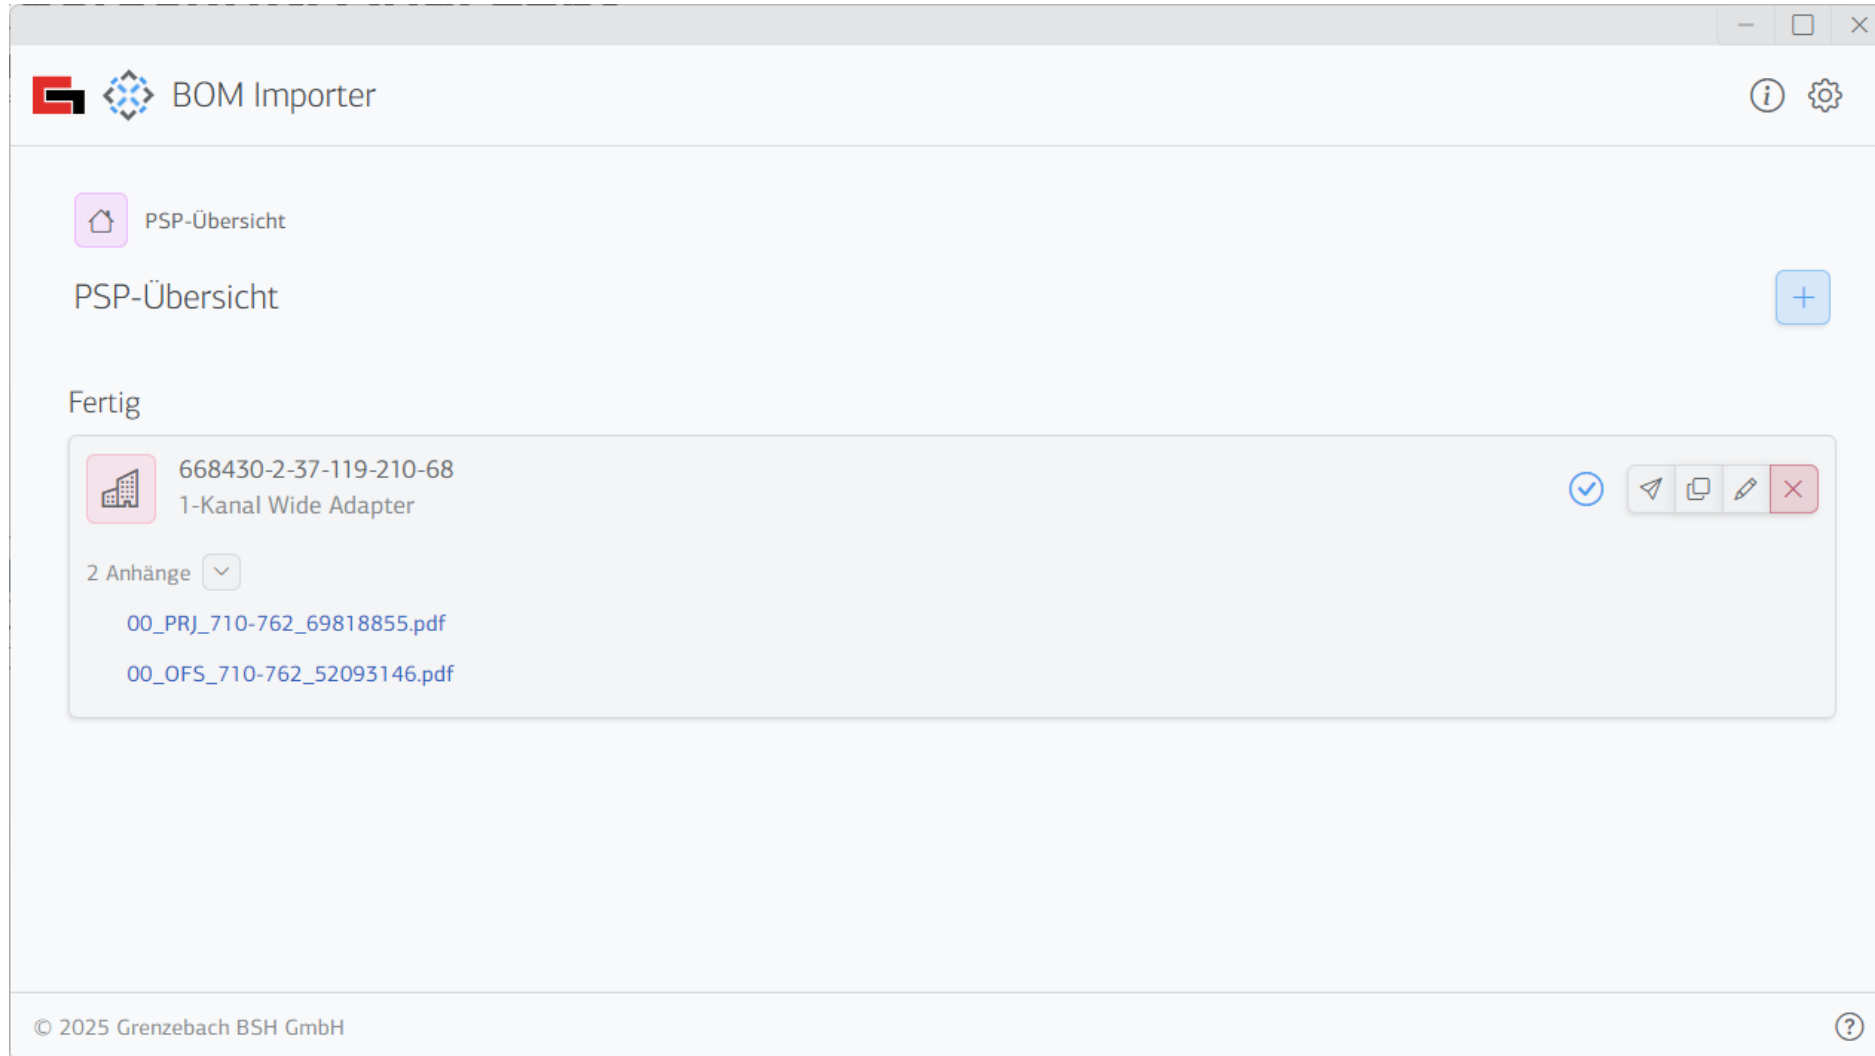 BOM Importer
PSP-Übersicht
PSP-Übersicht
Fertig
668430-2-37-119-210-68
1-Kanal Wide Adapter
2 Anhänge
00_PRJ_710-762_69818855.pdf
00_OFS_710-762_52093146.pdf
© 2025 Grenzebach BSH GmbH